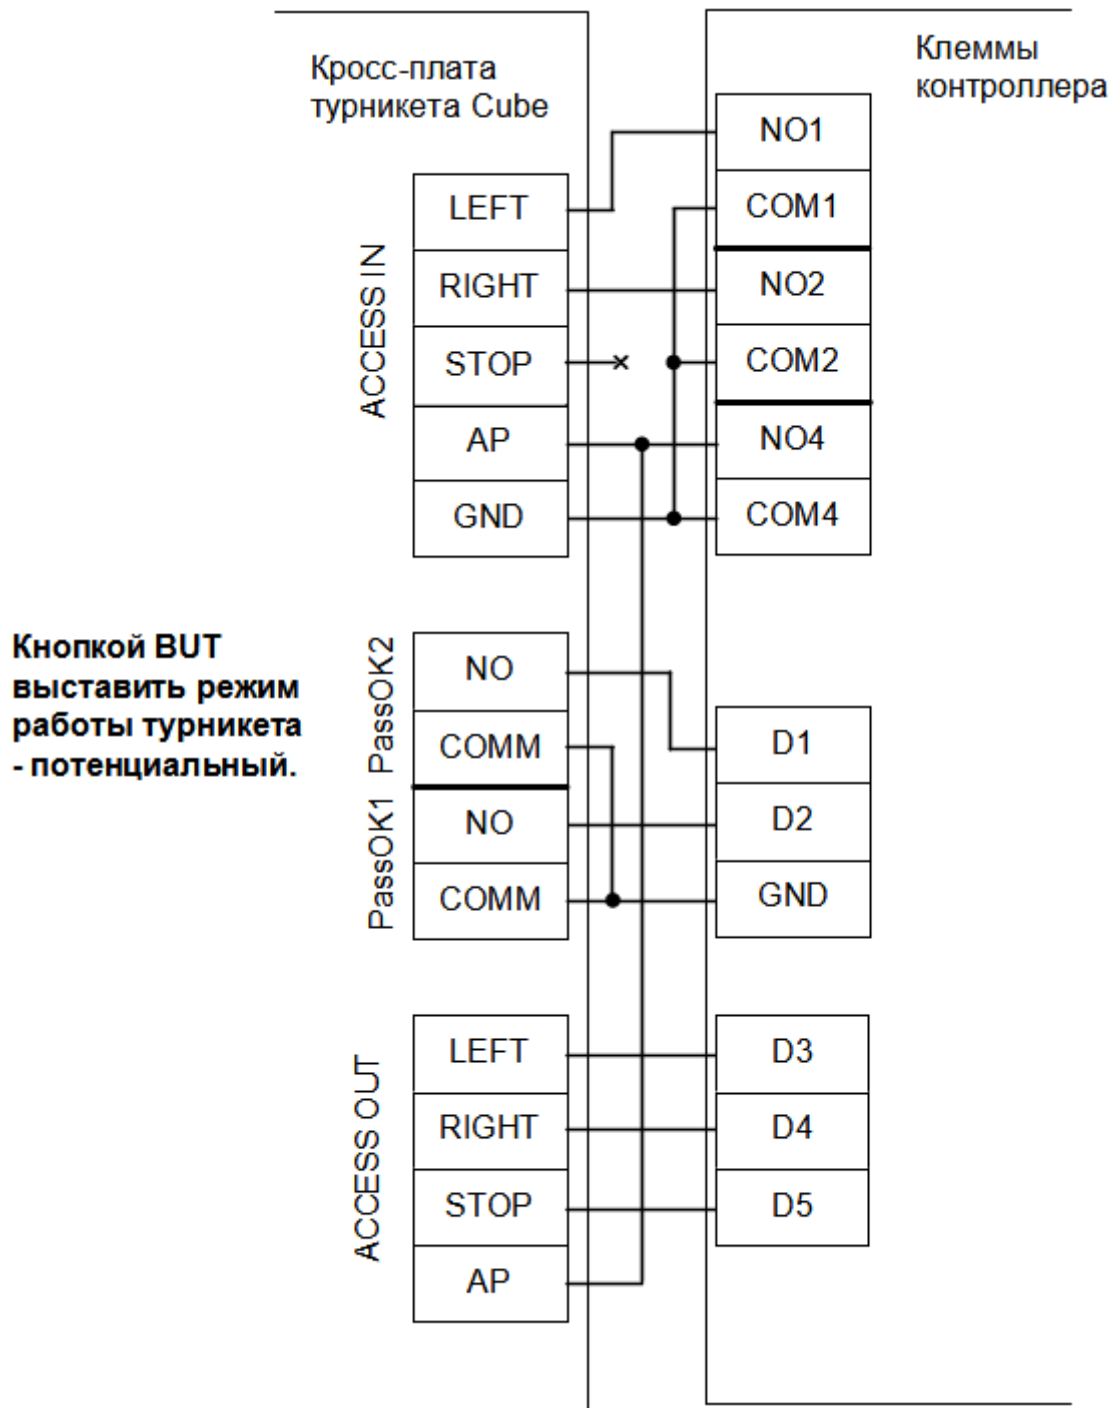 Кросс-плата
турникета Cube
Клеммы
контроллера
ACCESS IN
LEFT
RIGHT
STOP
AP
GND
NO1
COM1
NO2
COM2
NO4
COM4
Кнопкой BUT
выставить режим
работы турникета
- потенциальный.
PassOK2
NO
COMM
PassOK1
NO
COMM
D1
D2
GND
ACCESS OUT
LEFT
RIGHT
STOP
AP
D3
D4
D5